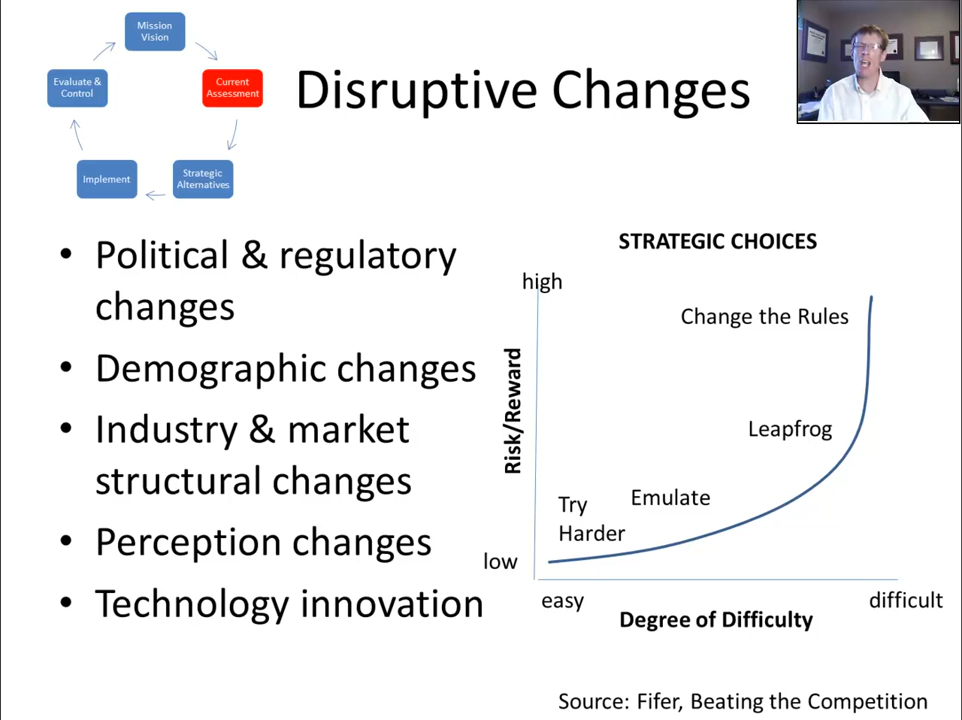 Mission
Vision
Evaluate &
Control
Current
Assessment
Implement
Strategic
Alternatives
Disruptive Changes
• Political & regulatory
changes
• Demographic changes
• Industry & market
structural changes
• Perception changes
• Technology innovation
STRATEGIC CHOICES
high
Change the Rules
Risk/Reward
Leapfrog
Emulate
Try
Harder
low
easy
difficult
Degree of Difficulty
Source: Fifer, Beating the Competition